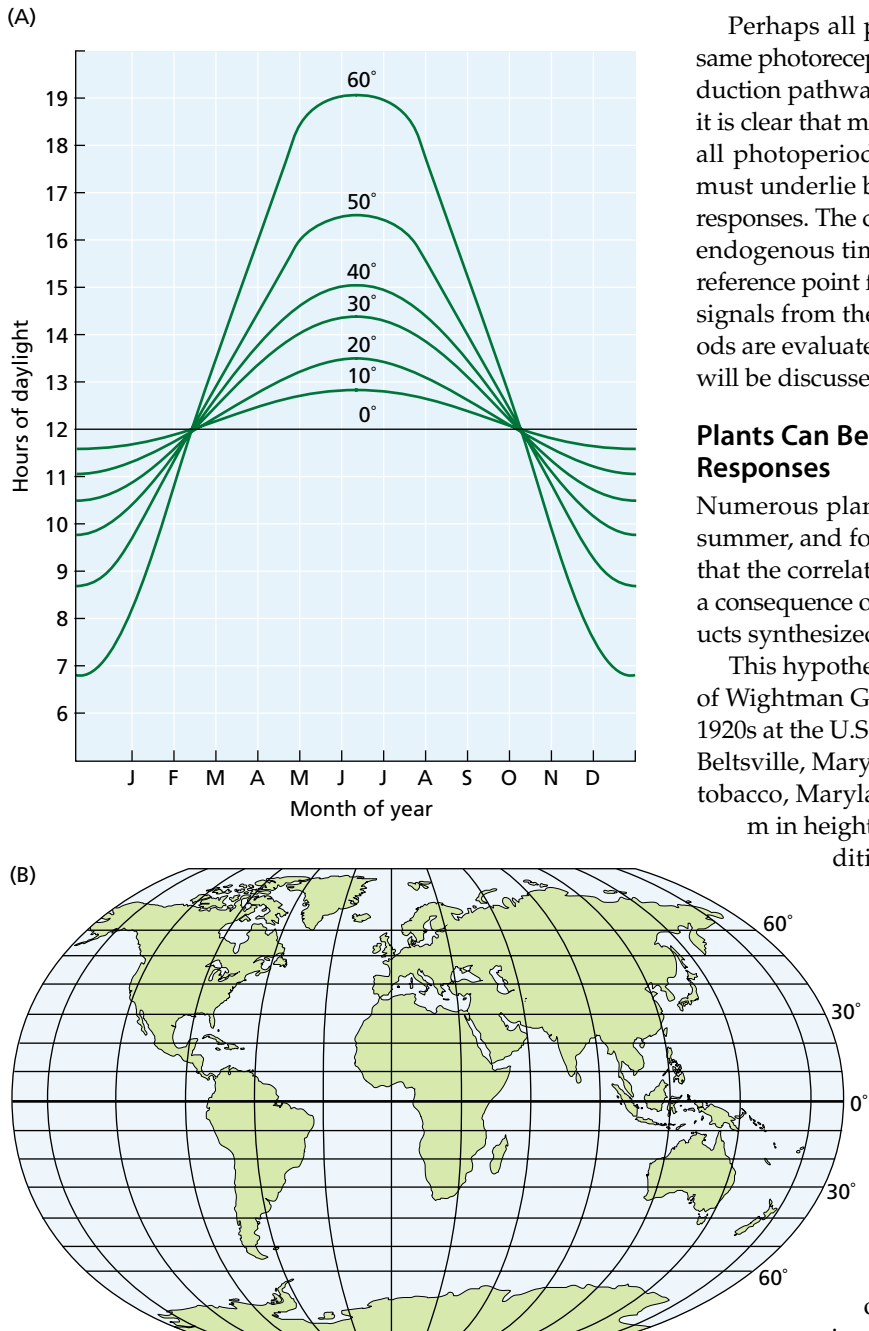 (A)
60°
50°
40°
30°
20°
10°
0°
19
18
17
16
15
14
13
12
11
10
9
8
7
6
Hours of daylight
J F M A M J J A S O N D
Month of year
(B)
60°
30°
0°
30°
60°
Perhaps all p
same photorecep
duction pathwa
it is clear that m
all photoperiod
must underlie b
responses. The c
endogenous tim
reference point f
signals from the
ods are evaluate
will be discusse
Plants Can Be
Responses
Numerous plan
summer, and fo
that the correlat
a consequence o
ucts synthesized
This hypothe
of Wightman G
1920s at the U.S
Beltsville, Mary
tobacco, Maryla
m in height
diti